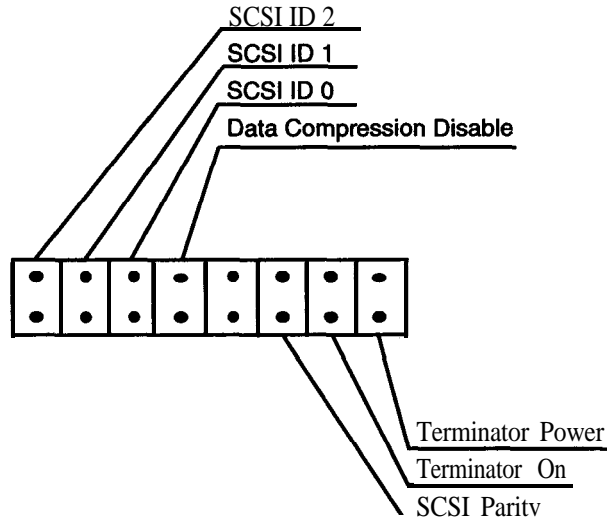 SCSI ID 2
SCSI ID 1
SCSI ID 0
Data Compression Disable
Terminator Power
Terminator On
SCSI Parity